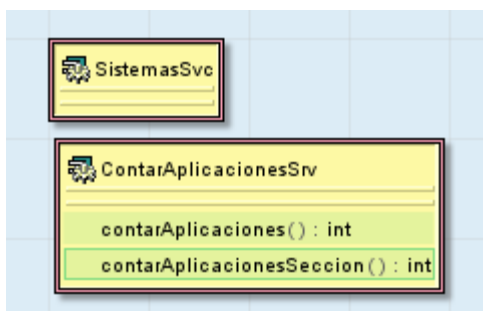 SistemasSvc
ContarAplicacionesSrv
contarAplicaciones() : int
contarAplicacionesSeccion() : int